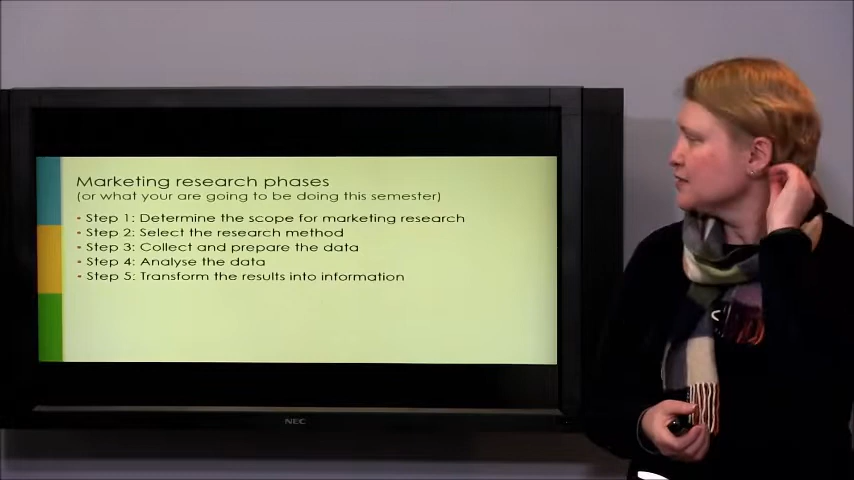 Marketing research phases
(or what your are going to be doing this semester)
- Step 1: Determine the scope for marketing research
- Step 2: Select the research method
- Step 3: Collect and prepare the data
- Step 4: Analyse the data
- Step 5: Transform the results into information
NEC